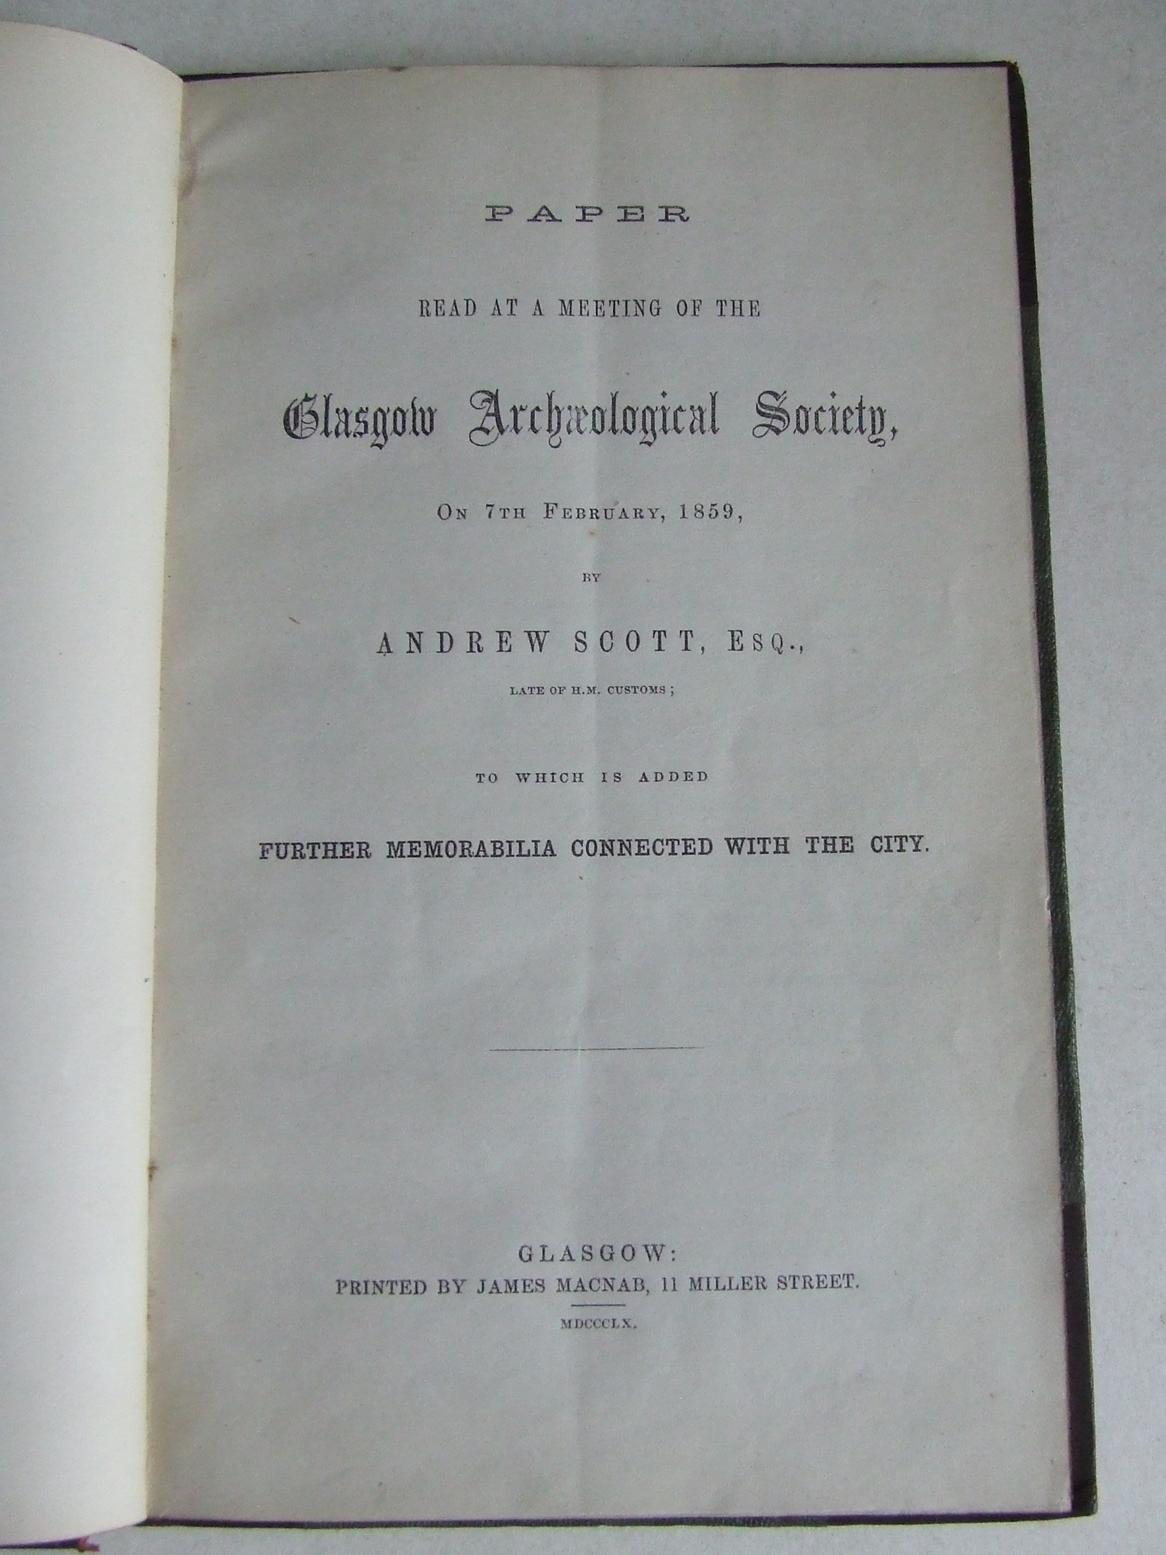 PAPER
READ AT A MEETING OF THE
Glasgow Archæological Society,
ON 7TH FEBRUARY, 1859,
BY
ANDREW SCOTT, ESQ.,
LATE OF H.M. CUSTOMS;
TO WHICH IS ADDED
FURTHER MEMORABILIA CONNECTED WITH THE CITY.
GLASGOW:
PRINTED BY JAMES MACNAB, 11 MILLER STREET.
MDCCCLX.